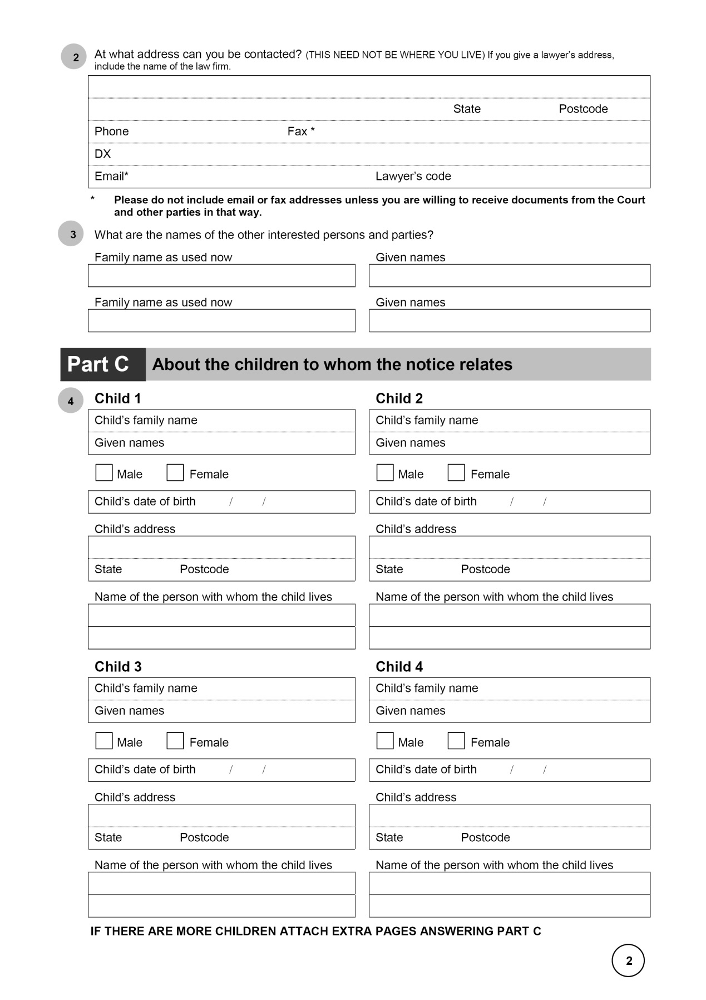 2 At what address can you be contacted? (THIS NEED NOT BE WHERE YOU LIVE) If you give a lawyer’s address,
include the name of the law firm.
State Postcode
Phone Fax *
DX
Email* Lawyer’s code
* Please do not include email or fax addresses unless you are willing to receive documents from the Court
and other parties in that way.
3 What are the names of the other interested persons and parties?
Family name as used now Given names
Family name as used now Given names
Part C About the children to whom the notice relates
4 Child 1 Child 2
Child’s family name Child’s family name
Given names Given names
Male Female Male Female
Child’s date of birth / / Child’s date of birth / /
Child’s address Child’s address
State Postcode State Postcode
Name of the person with whom the child lives Name of the person with whom the child lives
Child 3 Child 4
Child’s family name Child’s family name
Given names Given names
Male Female Male Female
Child’s date of birth / / Child’s date of birth / /
Child’s address Child’s address
State Postcode State Postcode
Name of the person with whom the child lives Name of the person with whom the child lives
IF THERE ARE MORE CHILDREN ATTACH EXTRA PAGES ANSWERING PART C
2